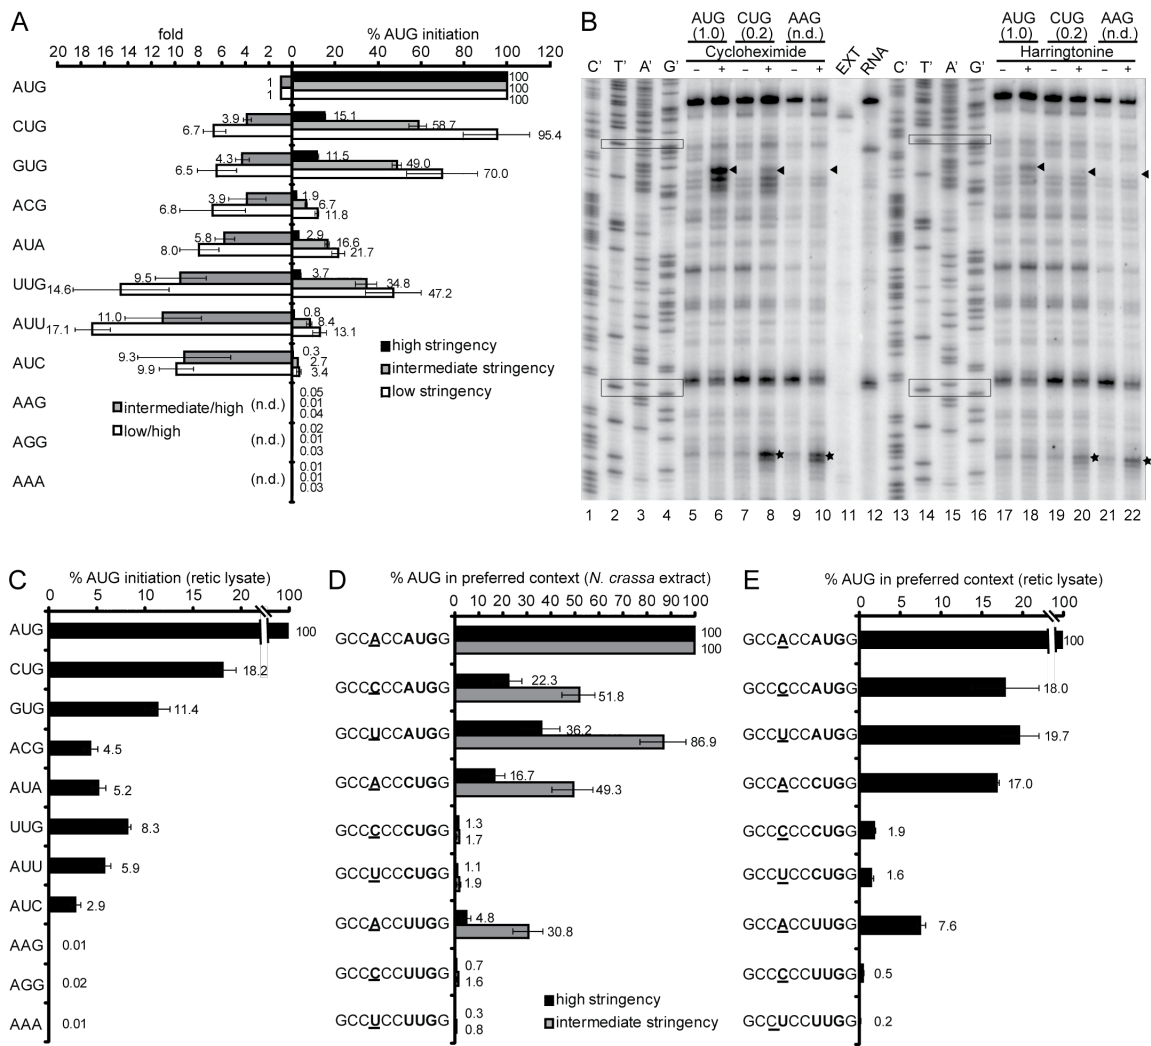 A
fold
% AUG initiation
20 18 16 14 12 10 8 6 4 2 0 20 40 60 80 100 120
AUG 1 1 100 100 100
CUG 3.9 6.7 15.1 58.7 95.4
GUG 4.3 6.5 11.5 49.0 70.0
ACG 3.9 6.8 1.9 6.7 11.8
AUA 5.8 8.0 2.9 16.6 21.7
UUG 9.5 14.6 3.7 34.8 47.2
AUU 11.0 17.1 0.8 8.4 13.1
AUC 9.3 9.9 0.3 2.7 3.4
AAG (n.d.) 0.05 0.01 0.04
AGG (n.d.) 0.02 0.01 0.03
AAA (n.d.) 0.01 0.01 0.03
high stringency
intermediate stringency
low stringency
intermediate/high
low/high
B
AUG CUG AAG AUG CUG AAG
(1.0) (0.2) (n.d.) (1.0) (0.2) (n.d.)
Cycloheximide Harringtonine
C' T' A' G' − + − + − + EXT RNA C' T' A' G' − + − + − +
1 2 3 4 5 6 7 8 9 10 11 12 13 14 15 16 17 18 19 20 21 22
C
% AUG initiation (retic lysate)
0 5 10 15 20 100
AUG 100
CUG 18.2
GUG 11.4
ACG 4.5
AUA 5.2
UUG 8.3
AUU 5.9
AUC 2.9
AAG 0.01
AGG 0.02
AAA 0.01
D
% AUG in preferred context (N. crassa extract)
0 10 20 30 40 50 60 70 80 90 100
GCCACCAUGG 100 100
GCCCCCAUGG 22.3 51.8
GCCUCCAUGG 36.2 86.9
GCCACCCUGG 16.7 49.3
GCCCCCCUGG 1.3 1.7
GCCUCCCUGG 1.1 1.9
GCCACCUUGG 4.8 30.8
GCCCCCUUGG 0.7 1.6
GCCUCCUUGG 0.3 0.8
high stringency
intermediate stringency
E
% AUG in preferred context (retic lysate)
0 5 10 15 20 100
GCCACCAUGG 100
GCCCCCAUGG 18.0
GCCUCCAUGG 19.7
GCCACCCUGG 17.0
GCCCCCCUGG 1.9
GCCUCCCUGG 1.6
GCCACCUUGG 7.6
GCCCCCUUGG 0.5
GCCUCCUUGG 0.2